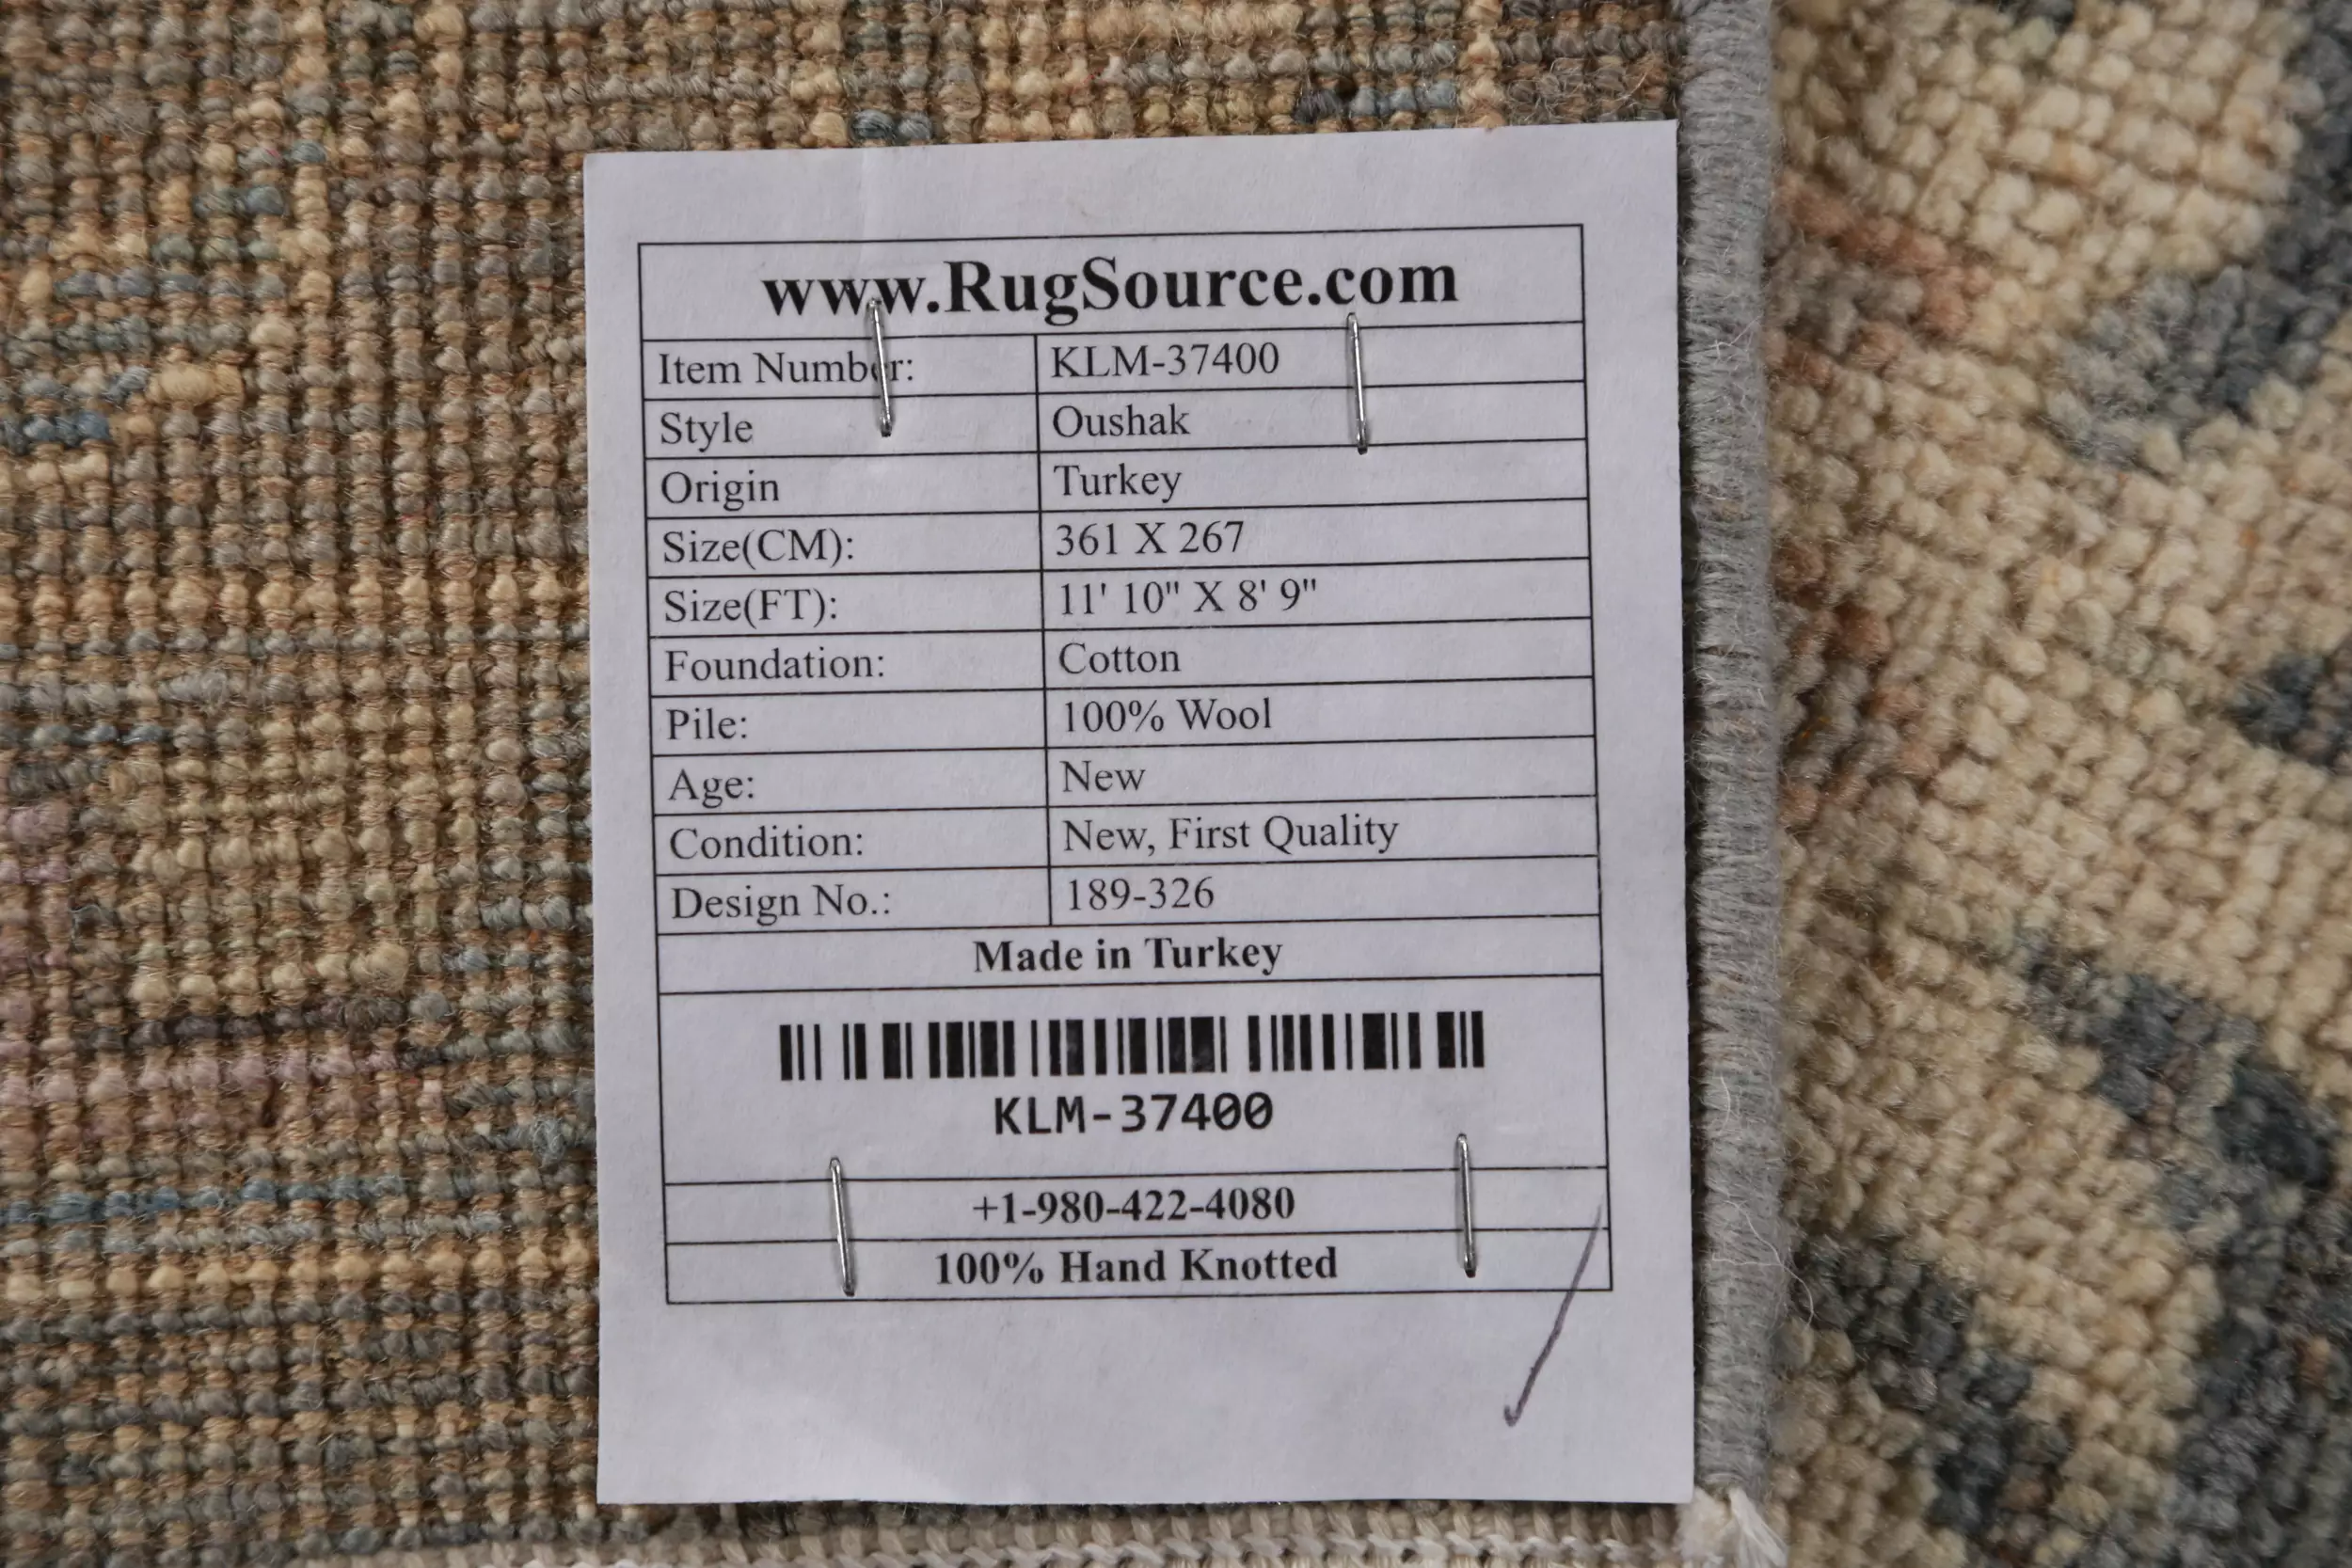 www.RugSource.com
Item Number: KLM-37400
Style Oushak
Origin Turkey
Size(CM): 361 X 267
Size(FT): 11' 10" X 8' 9"
Foundation: Cotton
Pile: 100% Wool
Age: New
Condition: New, First Quality
Design No.: 189-326
Made in Turkey
KLM-37400
+1-980-422-4080
100% Hand Knotted